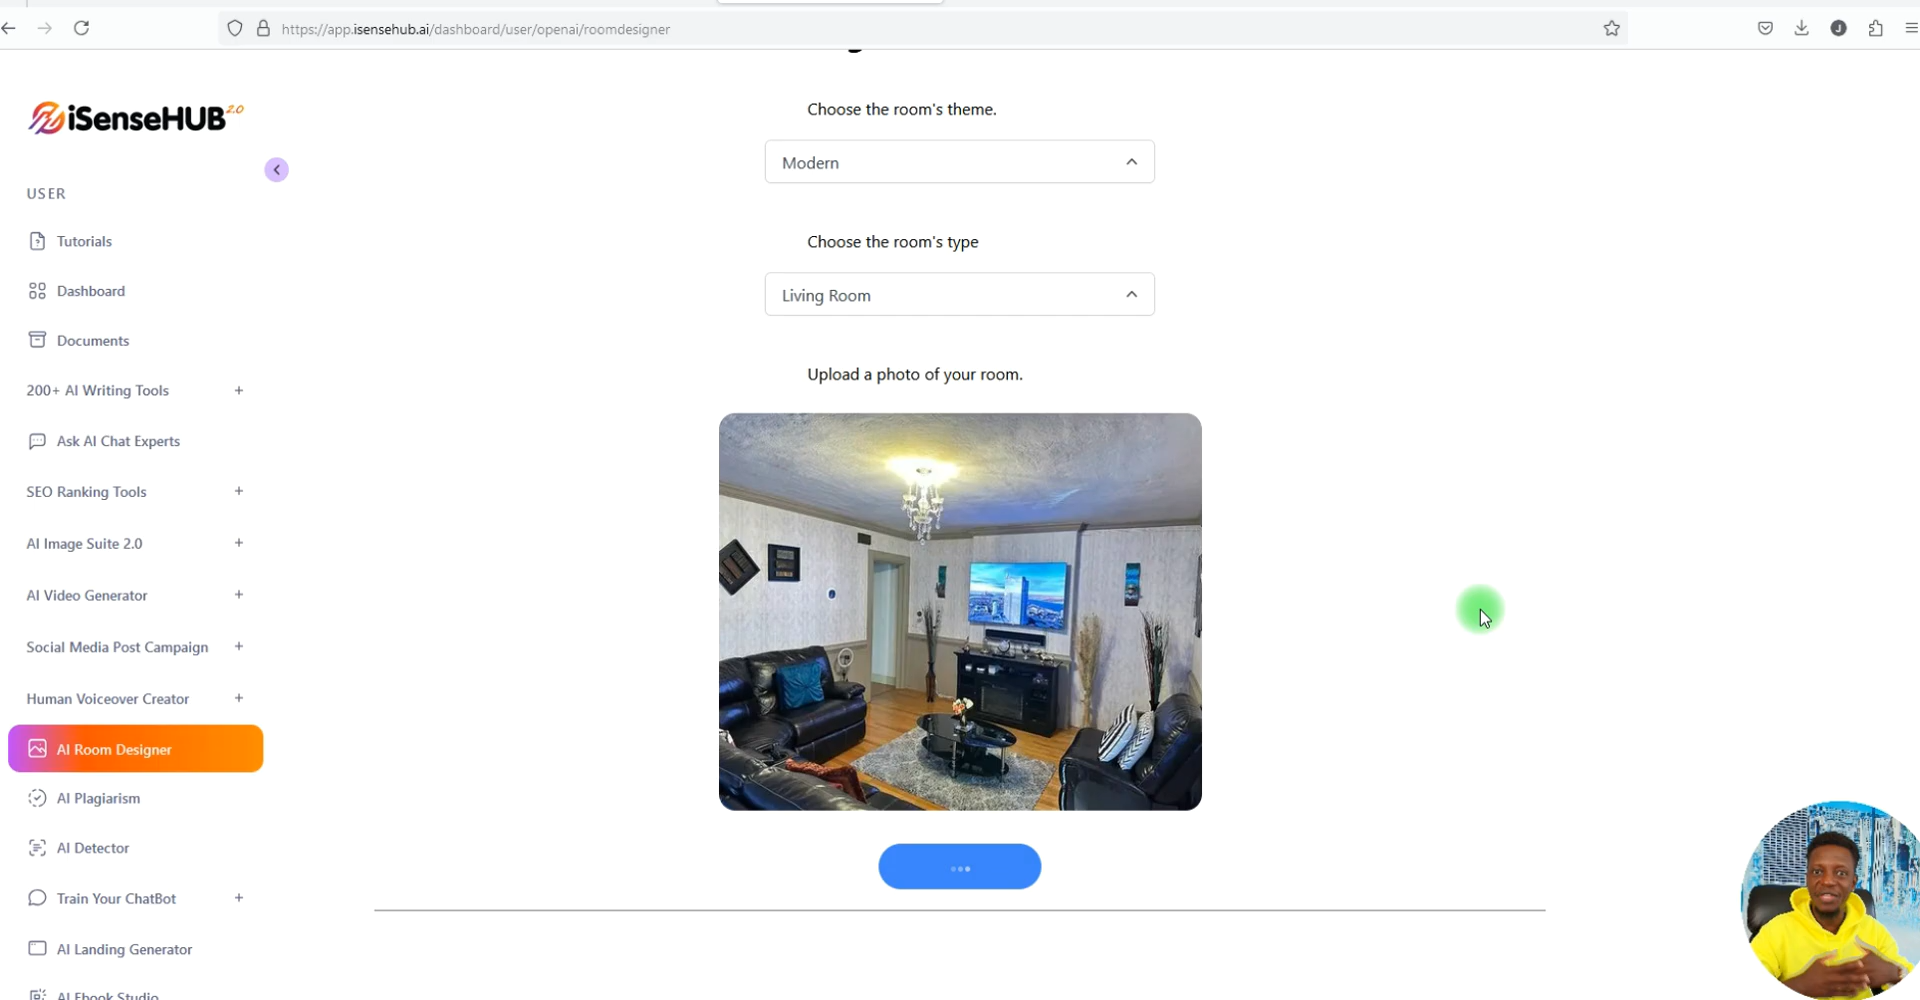 https://app.isensehub.ai/dashboard/user/openai/roomdesigner
J
iSenseHUB 2.0
USER
Tutorials
Dashboard
Documents
200+ AI Writing Tools +
Ask AI Chat Experts
SEO Ranking Tools +
AI Image Suite 2.0 +
AI Video Generator +
Social Media Post Campaign +
Human Voiceover Creator +
AI Room Designer
AI Plagiarism
AI Detector
Train Your ChatBot +
AI Landing Generator
AI Ebook Studio
Choose the room's theme.
Modern
Choose the room's type
Living Room
Upload a photo of your room.